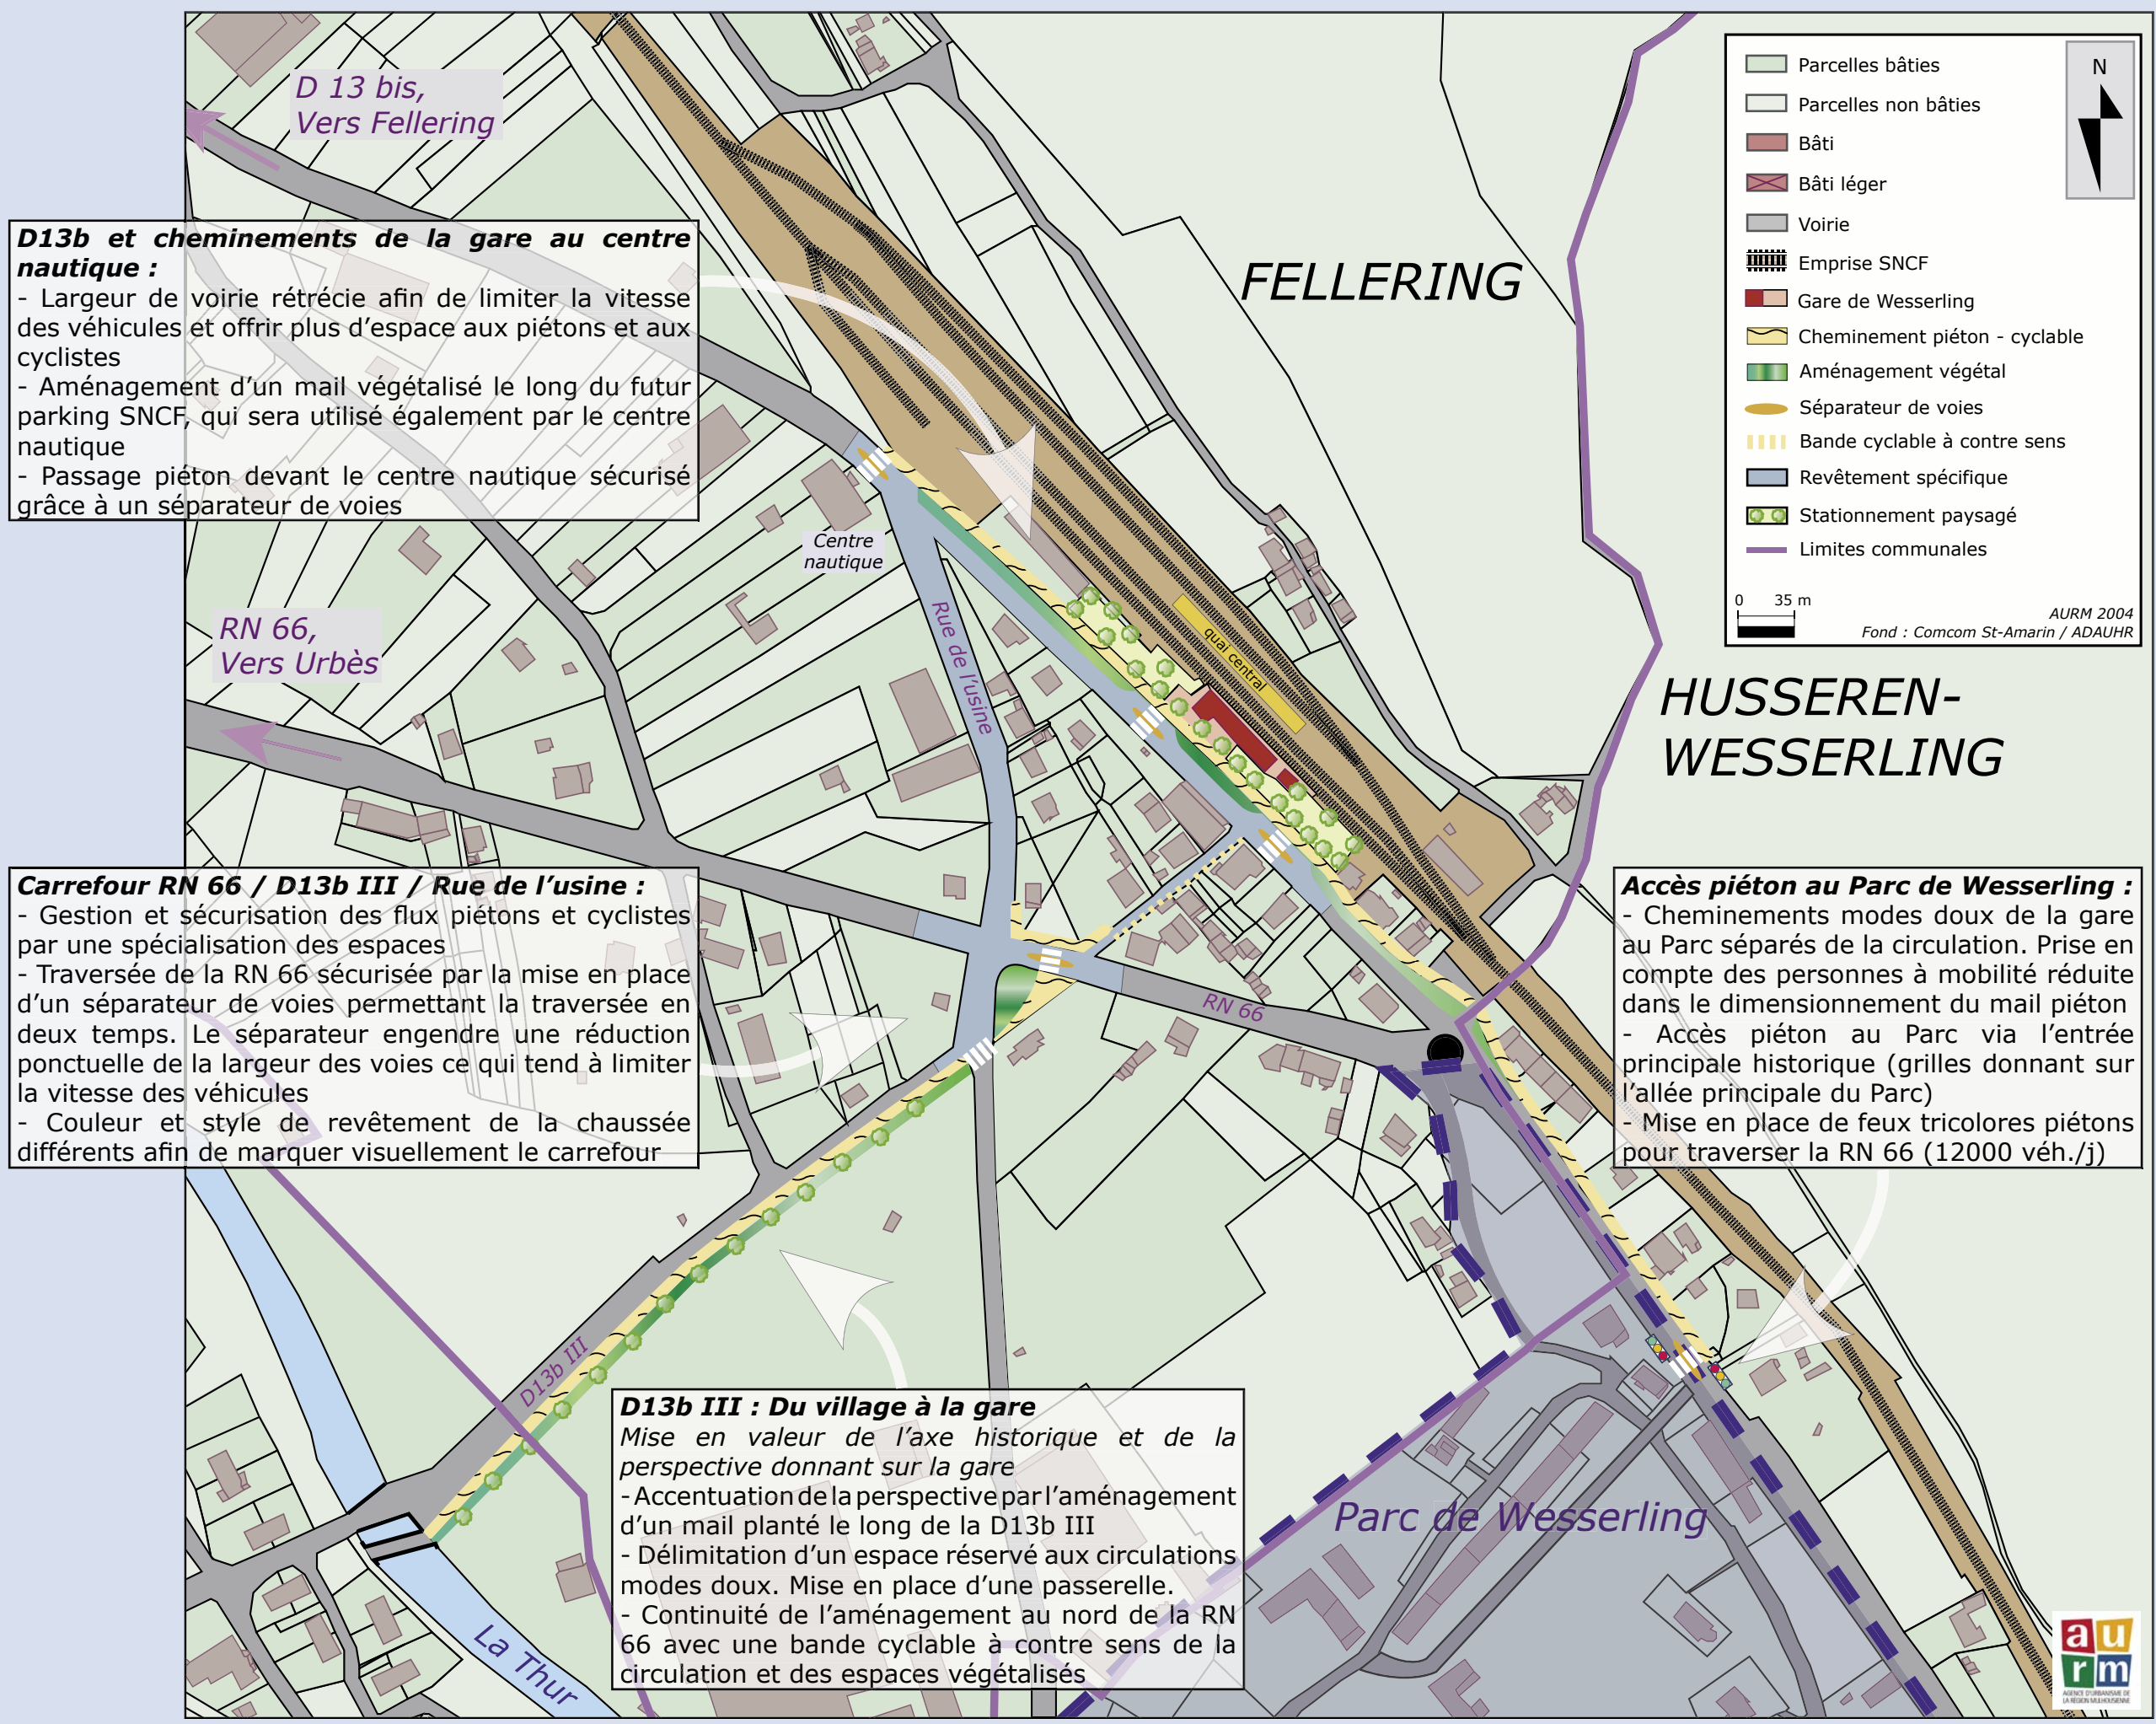 D 13 bis,
Vers Fellering
D13b et cheminements de la gare au centre
nautique :
- Largeur de voirie rétrécie afin de limiter la vitesse
des véhicules et offrir plus d'espace aux piétons et aux
cyclistes
- Aménagement d'un mail végétalisé le long du futur
parking SNCF, qui sera utilisé également par le centre
nautique
- Passage piéton devant le centre nautique sécurisé
grâce à un séparateur de voies
FELLERING
Parcelles bâties
Parcelles non bâties
Bâti
Bâti léger
Voirie
Emprise SNCF
Gare de Wesserling
Cheminement piéton - cyclable
Aménagement végétal
Séparateur de voies
Bande cyclable à contre sens
Revêtement spécifique
Stationnement paysagé
Limites communales
N
0 35 m
AURM 2004
Fond : Comcom St-Amarin / ADAUHR
Centre
nautique
Rue de l'usine
quai central
RN 66,
Vers Urbès
HUSSEREN-
WESSERLING
Carrefour RN 66 / D13b III / Rue de l'usine :
- Gestion et sécurisation des flux piétons et cyclistes
par une spécialisation des espaces
- Traversée de la RN 66 sécurisée par la mise en place
d'un séparateur de voies permettant la traversée en
deux temps. Le séparateur engendre une réduction
ponctuelle de la largeur des voies ce qui tend à limiter
la vitesse des véhicules
- Couleur et style de revêtement de la chaussée
différents afin de marquer visuellement le carrefour
RN 66
Accès piéton au Parc de Wesserling :
- Cheminements modes doux de la gare
au Parc séparés de la circulation. Prise en
compte des personnes à mobilité réduite
dans le dimensionnement du mail piéton
- Accès piéton au Parc via l'entrée
principale historique (grilles donnant sur
l'allée principale du Parc)
- Mise en place de feux tricolores piétons
pour traverser la RN 66 (12000 véh./j)
D13b III
D13b III : Du village à la gare
Mise en valeur de l'axe historique et de la
perspective donnant sur la gare
- Accentuation de la perspective par l'aménagement
d'un mail planté le long de la D13b III
- Délimitation d'un espace réservé aux circulations
modes doux. Mise en place d'une passerelle.
- Continuité de l'aménagement au nord de la RN
66 avec une bande cyclable à contre sens de la
circulation et des espaces végétalisés
Parc de Wesserling
La Thur
au
rm
AGENCE D'URBANISME DE
LA RÉGION MULHOUSIENNE